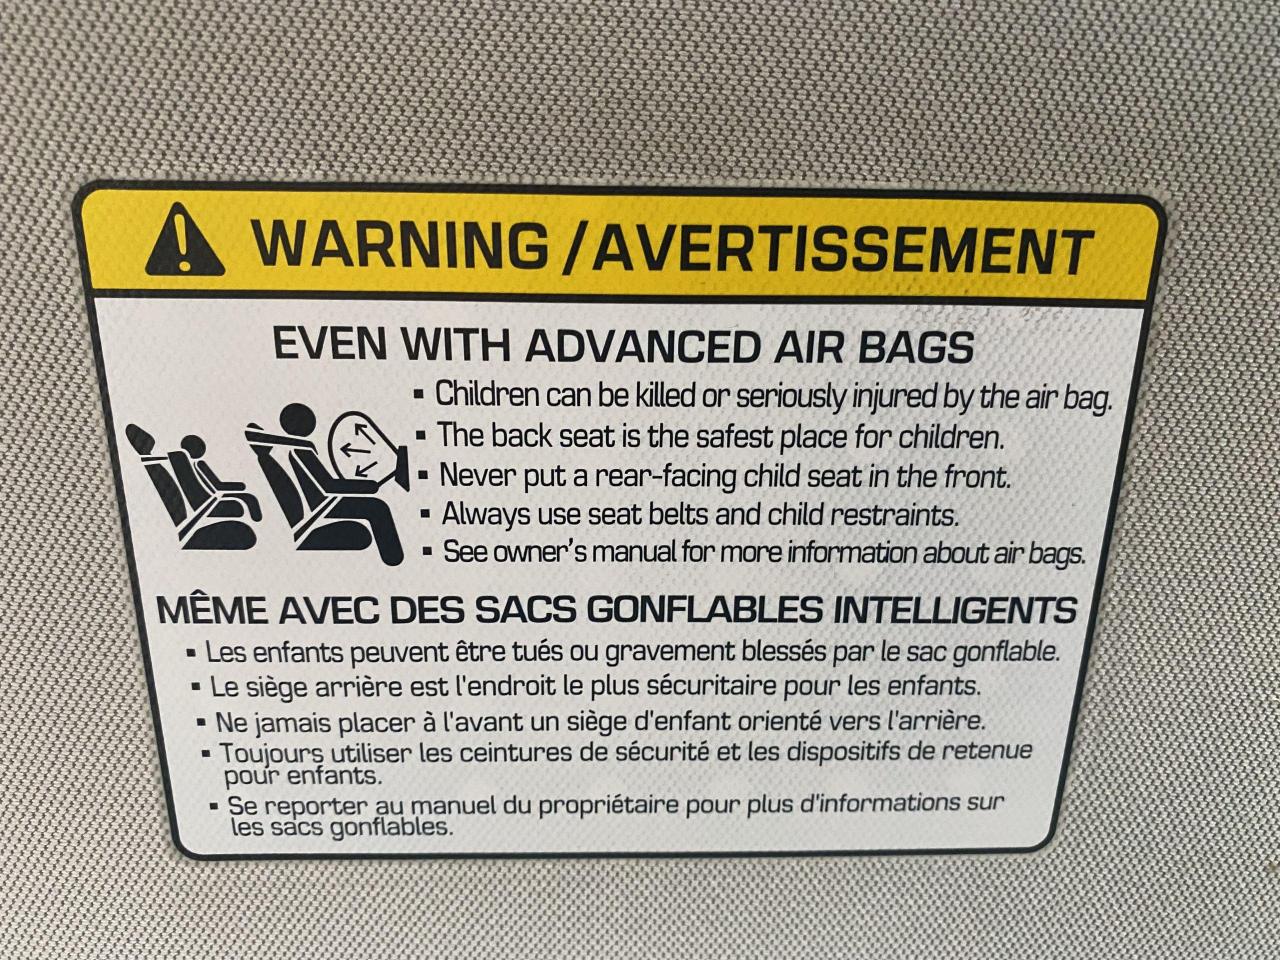 WARNING / AVERTISSEMENT
EVEN WITH ADVANCED AIR BAGS
▪ Children can be killed or seriously injured by the air bag.
▪ The back seat is the safest place for children.
▪ Never put a rear-facing child seat in the front.
▪ Always use seat belts and child restraints.
▪ See owner's manual for more information about air bags.
MÊME AVEC DES SACS GONFLABLES INTELLIGENTS
▪ Les enfants peuvent être tués ou gravement blessés par le sac gonflable.
▪ Le siège arrière est l'endroit le plus sécuritaire pour les enfants.
▪ Ne jamais placer à l'avant un siège d'enfant orienté vers l'arrière.
▪ Toujours utiliser les ceintures de sécurité et les dispositifs de retenue
pour enfants.
▪ Se reporter au manuel du propriétaire pour plus d'informations sur
les sacs gonflables.